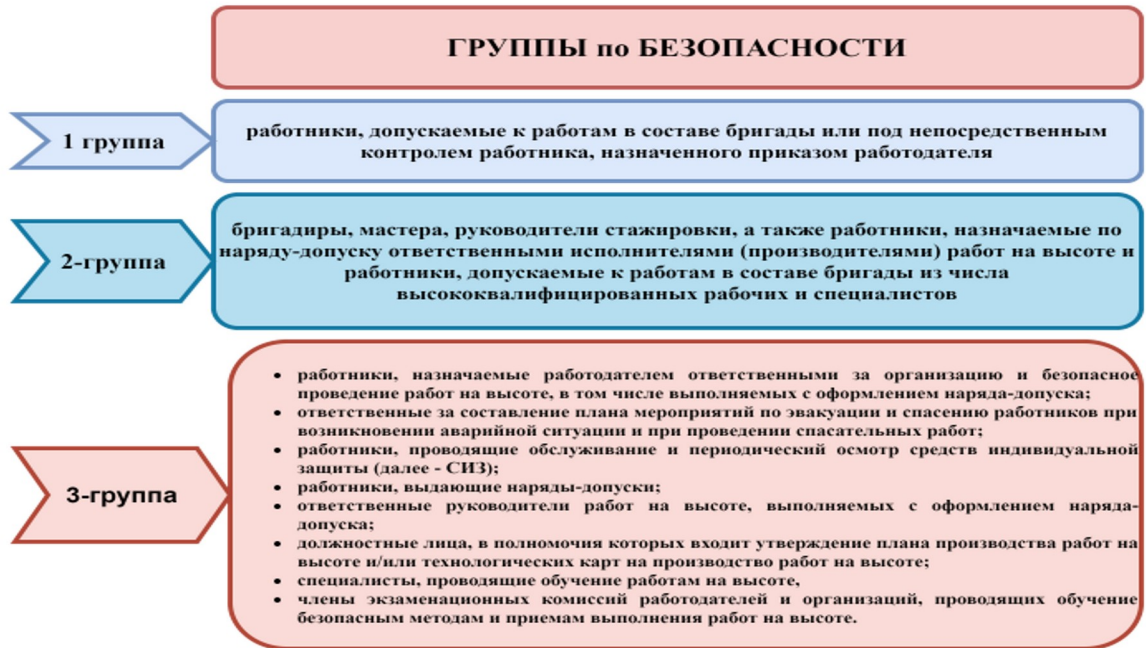 ГРУППЫ по БЕЗОПАСНОСТИ
1 группа
работники, допускаемые к работам в составе бригады или под непосредственным
контролем работника, назначенного приказом работодателя
2-группа
бригадиры, мастера, руководители стажировки, а также работники, назначаемые по
наряду-допуску ответственными исполнителями (производителями) работ на высоте и
работники, допускаемые к работам в составе бригады из числа
высококвалифицированных рабочих и специалистов
3-группа
• работники, назначаемые работодателем ответственными за организацию и безопасное
проведение работ на высоте, в том числе выполняемых с оформлением наряда-допуска;
• ответственные за составление плана мероприятий по эвакуации и спасению работников при
возникновении аварийной ситуации и при проведении спасательных работ;
• работники, проводящие обслуживание и периодический осмотр средств индивидуальной
защиты (далее - СИЗ);
• работники, выдающие наряды-допуски;
• ответственные руководители работ на высоте, выполняемых с оформлением наряда-
допуска;
• должностные лица, в полномочия которых входит утверждение плана производства работ на
высоте и/или технологических карт на производство работ на высоте;
• специалисты, проводящие обучение работам на высоте,
• члены экзаменационных комиссий работодателей и организаций, проводящих обучение
безопасным методам и приемам выполнения работ на высоте.